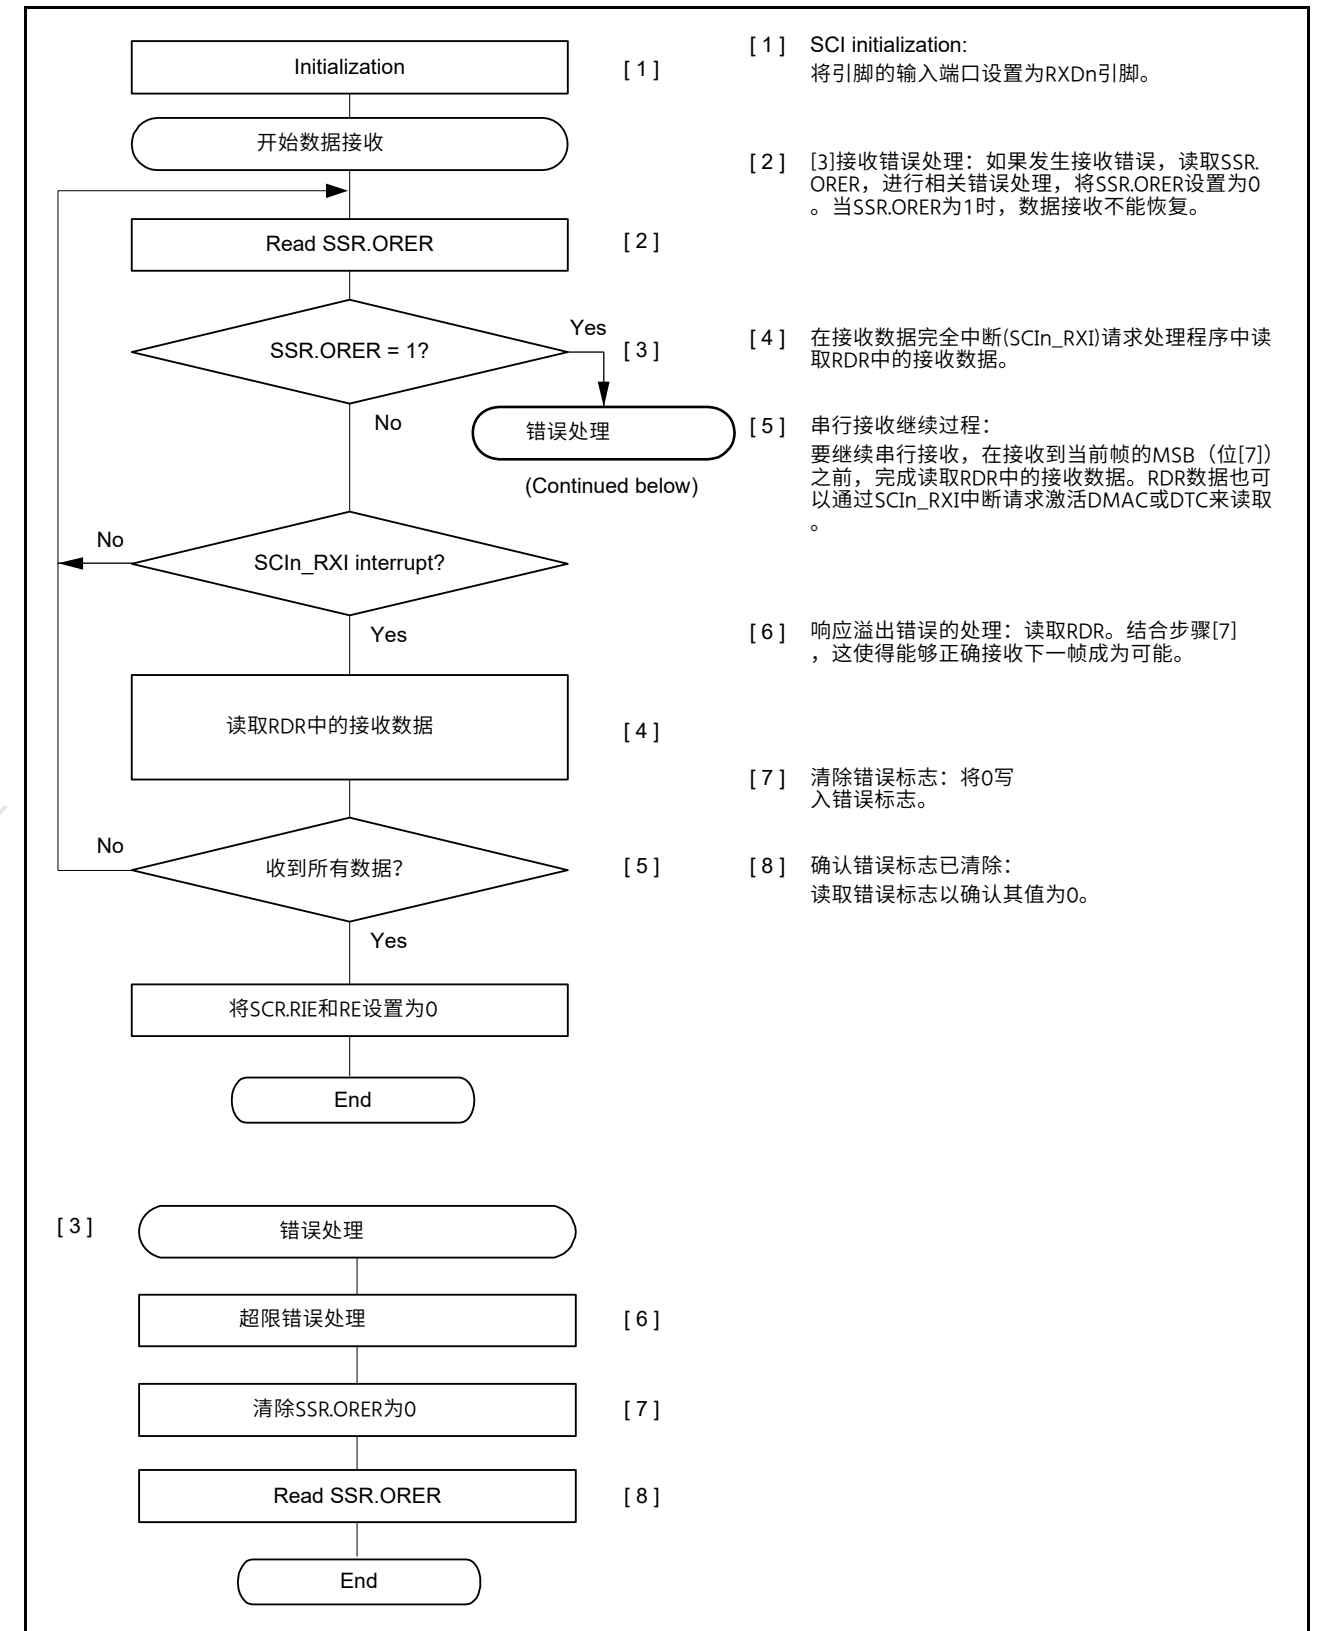 Initialization
[ 1 ]
开始数据接收
Read SSR.ORER
[ 2 ]
SSR.ORER = 1?
Yes
[ 3 ]
No
错误处理
(Continued below)
No
SCIn_RXI interrupt?
Yes
读取RDR中的接收数据
[ 4 ]
No
收到所有数据？
[ 5 ]
Yes
将SCR.RIE和RE设置为0
End
[ 1 ] SCI initialization:
将引脚的输入端口设置为RXDn引脚。
[ 2 ] [3]接收错误处理：如果发生接收错误，读取SSR.
ORER，进行相关错误处理，将SSR.ORER设置为0
。当SSR.ORER为1时，数据接收不能恢复。
[ 4 ] 在接收数据完全中断(SCIn_RXI)请求处理程序中读
取RDR中的接收数据。
[ 5 ] 串行接收继续过程：
要继续串行接收，在接收到当前帧的MSB（位[7]）
之前，完成读取RDR中的接收数据。RDR数据也可
以通过SCIn_RXI中断请求激活DMAC或DTC来读取
。
[ 6 ] 响应溢出错误的处理：读取RDR。结合步骤[7]
，这使得能够正确接收下一帧成为可能。
[ 7 ] 清除错误标志：将0写
入错误标志。
[ 8 ] 确认错误标志已清除：
读取错误标志以确认其值为0。
[ 3 ]
错误处理
超限错误处理
[ 6 ]
清除SSR.ORER为0
[ 7 ]
Read SSR.ORER
[ 8 ]
End